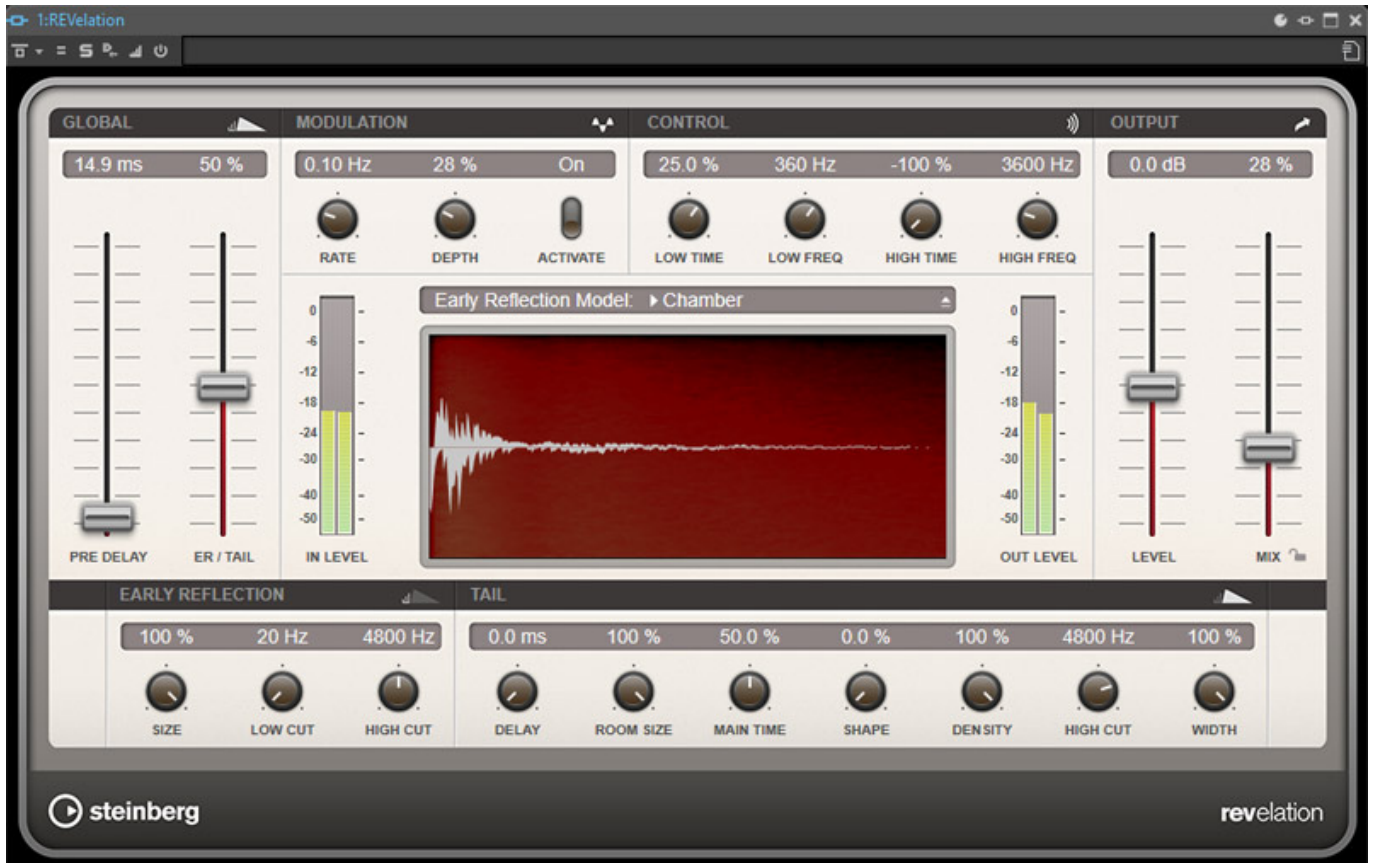 1:REVelation
S
GLOBAL MODULATION CONTROL OUTPUT
14.9 ms 50 % 0.10 Hz 28 % On 25.0 % 360 Hz -100 % 3600 Hz 0.0 dB 28 %
RATE DEPTH ACTIVATE LOW TIME LOW FREQ HIGH TIME HIGH FREQ
Early Reflection Model: Chamber
0 0
-6 -6
-12 -12
-18 -18
-24 -24
-30 -30
-40 -40
-50 -50
PRE DELAY ER / TAIL IN LEVEL OUT LEVEL LEVEL MIX
EARLY REFLECTION TAIL
100 % 20 Hz 4800 Hz 0.0 ms 100 % 50.0 % 0.0 % 100 % 4800 Hz 100 %
SIZE LOW CUT HIGH CUT DELAY ROOM SIZE MAIN TIME SHAPE DENSITY HIGH CUT WIDTH
steinberg revelation